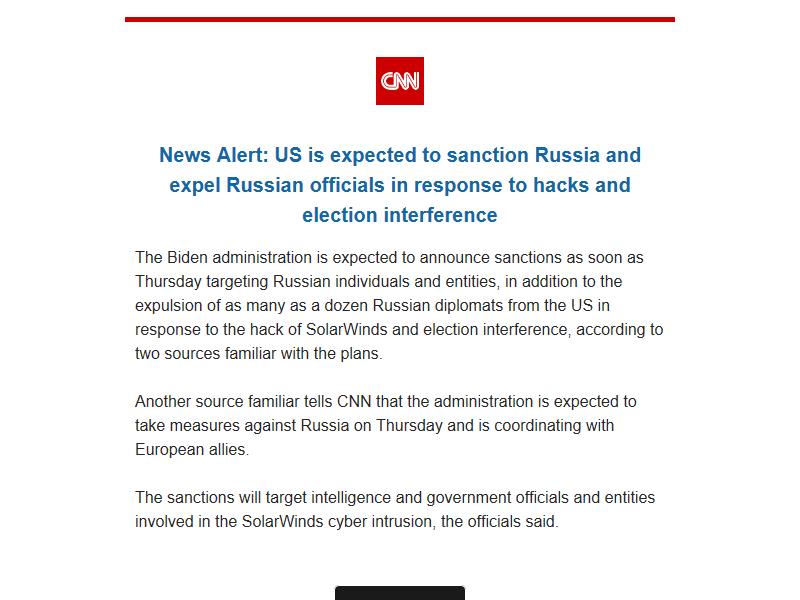 CNN
News Alert: US is expected to sanction Russia and
expel Russian officials in response to hacks and
election interference
The Biden administration is expected to announce sanctions as soon as
Thursday targeting Russian individuals and entities, in addition to the
expulsion of as many as a dozen Russian diplomats from the US in
response to the hack of SolarWinds and election interference, according to
two sources familiar with the plans.
Another source familiar tells CNN that the administration is expected to
take measures against Russia on Thursday and is coordinating with
European allies.
The sanctions will target intelligence and government officials and entities
involved in the SolarWinds cyber intrusion, the officials said.